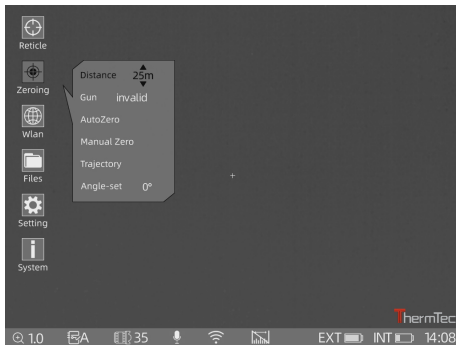 Reticle
Zeroing
Wlan
Files
Setting
System
Distance 25m
Gun invalid
AutoZero
Manual Zero
Trajectory
Angle-set 0°
ThermTec
1.0 A 35 EXT INT 14:08